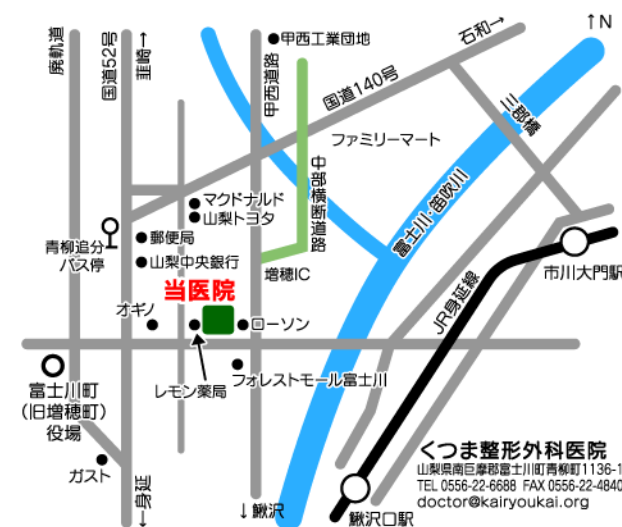 ↑N
廃軌道
国道52号
韮崎→
甲西道路
甲西工業団地
石和→
国道140号
ファミリーマート
三郡橋
中部横断道路
マクドナルド
山梨トヨタ
青柳追分
バス停
郵便局
山梨中央銀行
増穂IC
富士川・笛吹川
市川大門駅
JR身延線
当医院
オギノ
ローソン
レモン薬局
フォレストモール富士川
富士川町
(旧増穂町)
役場
ガスト
←身延
↓鰍沢
鰍沢口駅
くつま整形外科医院
山梨県南巨摩郡富士川町青柳町1136-1
TEL 0556-22-6688 FAX 0556-22-4840
doctor@kairyoukai.org